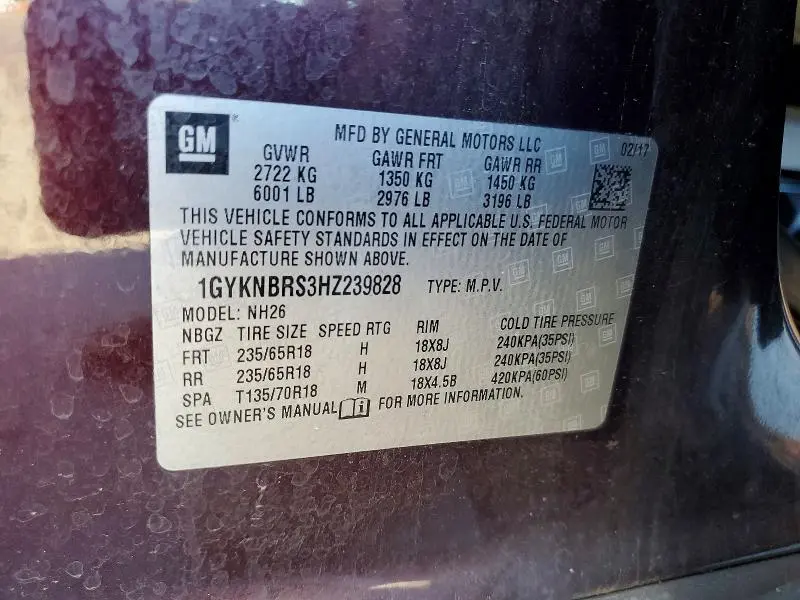 GM
MFD BY GENERAL MOTORS LLC 02/17
GVWR GAWR FRT GAWR RR
2722 KG 1350 KG 1450 KG
6001 LB 2976 LB 3196 LB
THIS VEHICLE CONFORMS TO ALL APPLICABLE U.S. FEDERAL MOTOR
VEHICLE SAFETY STANDARDS IN EFFECT ON THE DATE OF
MANUFACTURE SHOWN ABOVE.
1GYKNBRS3HZ239828 TYPE: M.P.V.
MODEL: NH26
NBGZ TIRE SIZE SPEED RTG RIM COLD TIRE PRESSURE
FRT 235/65R18 H 18X8J 240KPA(35PSI)
RR 235/65R18 H 18X8J 240KPA(35PSI)
SPA T135/70R18 M 18X4.5B 420KPA(60PSI)
SEE OWNER'S MANUAL FOR MORE INFORMATION.